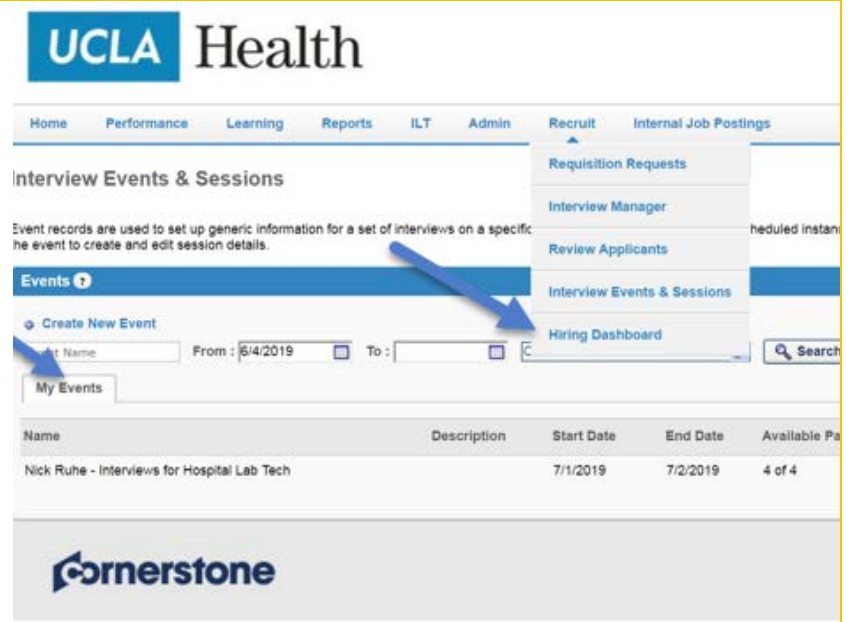 UCLA Health
Home Performance Learning Reports ILT Admin Recruit Internal Job Postings
Requisition Requests
Interview Manager
Review Applicants
Interview Events & Sessions
Hiring Dashboard
Interview Events & Sessions
Event records are used to set up generic information for a set of interviews on a specific
the event to create and edit session details.
Events ?
Create New Event
Name From : 6/4/2019 To : Search
My Events
Name Description Start Date End Date Available
Nick Ruhe - Interviews for Hospital Lab Tech 7/1/2019 7/2/2019 4 of 4
cornerstone